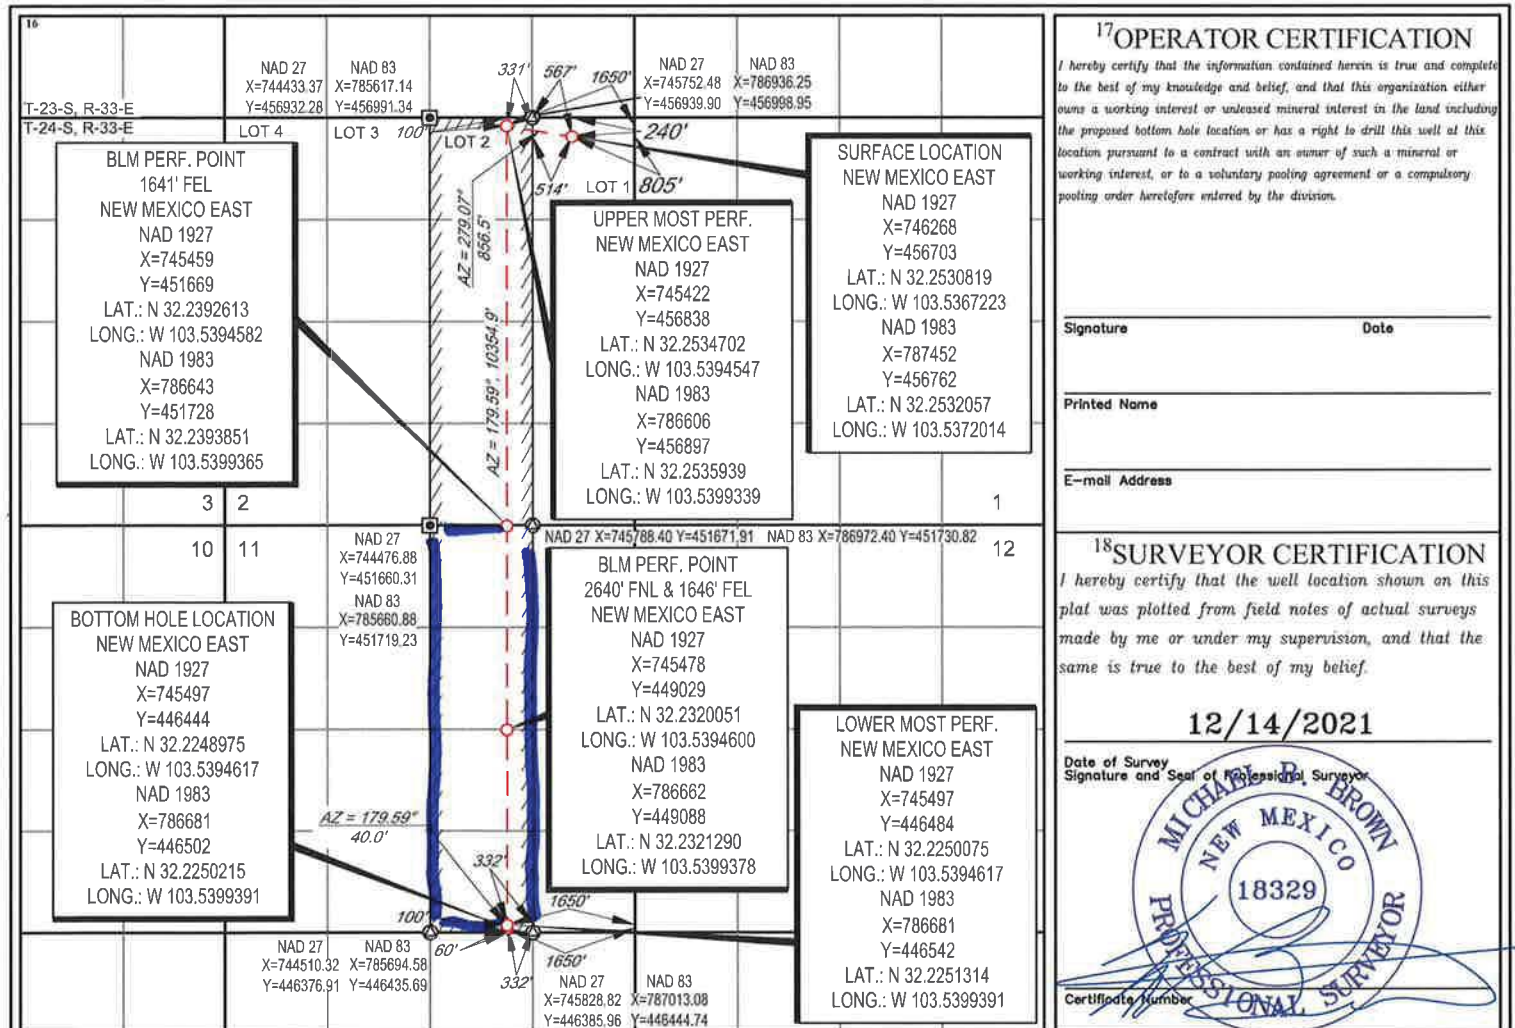 16
NAD 27
X=744433.37
Y=456932.28
NAD 83
X=785617.14
Y=456991.34
331'
567'
1650'
NAD 27
X=745752.48
Y=456939.90
NAD 83
X=786936.25
Y=456998.95
T-23-S, R-33-E
T-24-S, R-33-E
LOT 4
LOT 3
100'
LOT 2
240'
514'
LOT 1
805'
BLM PERF. POINT
1641' FEL
NEW MEXICO EAST
NAD 1927
X=745459
Y=451669
LAT.: N 32.2392613
LONG.: W 103.5394582
NAD 1983
X=786643
Y=451728
LAT.: N 32.2393851
LONG.: W 103.5399365
AZ = 279.07°
856.5'
AZ = 179.59°, 10354.9'
UPPER MOST PERF.
NEW MEXICO EAST
NAD 1927
X=745422
Y=456838
LAT.: N 32.2534702
LONG.: W 103.5394547
NAD 1983
X=786606
Y=456897
LAT.: N 32.2535939
LONG.: W 103.5399339
SURFACE LOCATION
NEW MEXICO EAST
NAD 1927
X=746268
Y=456703
LAT.: N 32.2530819
LONG.: W 103.5367223
NAD 1983
X=787452
Y=456762
LAT.: N 32.2532057
LONG.: W 103.5372014
3 2
1
10 11
12
NAD 27
X=744476.88
Y=451660.31
NAD 83
X=785660.88
Y=451719.23
NAD 27 X=745788.40 Y=451671.91 NAD 83 X=786972.40 Y=451730.82
BLM PERF. POINT
2640' FNL & 1646' FEL
NEW MEXICO EAST
NAD 1927
X=745478
Y=449029
LAT.: N 32.2320051
LONG.: W 103.5394600
NAD 1983
X=786662
Y=449088
LAT.: N 32.2321290
LONG.: W 103.5399378
BOTTOM HOLE LOCATION
NEW MEXICO EAST
NAD 1927
X=745497
Y=446444
LAT.: N 32.2248975
LONG.: W 103.5394617
NAD 1983
X=786681
Y=446502
LAT.: N 32.2250215
LONG.: W 103.5399391
LOWER MOST PERF.
NEW MEXICO EAST
NAD 1927
X=745497
Y=446484
LAT.: N 32.2250075
LONG.: W 103.5394617
NAD 1983
X=786681
Y=446542
LAT.: N 32.2251314
LONG.: W 103.5399391
AZ = 179.59°
40.0'
332'
1650'
100'
60'
332'
1650'
NAD 27
X=744510.32
Y=446376.91
NAD 83
X=785694.58
Y=446435.69
NAD 27
X=745828.82
Y=446385.96
NAD 83
X=787013.08
Y=446444.74
17OPERATOR CERTIFICATION
I hereby certify that the information contained herein is true and complete
to the best of my knowledge and belief, and that this organization either
owns a working interest or unleased mineral interest in the land including
the proposed bottom hole location or has a right to drill this well at this
location pursuant to a contract with an owner of such a mineral or
working interest, or to a voluntary pooling agreement or a compulsory
pooling order heretofore entered by the division.
Signature Date
Printed Name
E-mail Address
18SURVEYOR CERTIFICATION
I hereby certify that the well location shown on this
plat was plotted from field notes of actual surveys
made by me or under my supervision, and that the
same is true to the best of my belief.
12/14/2021
Date of Survey
Signature and Seal of Professional Surveyor
MICHAEL B. BROWN
NEW MEXICO
18329
PROFESSIONAL SURVEYOR
Certificate Number